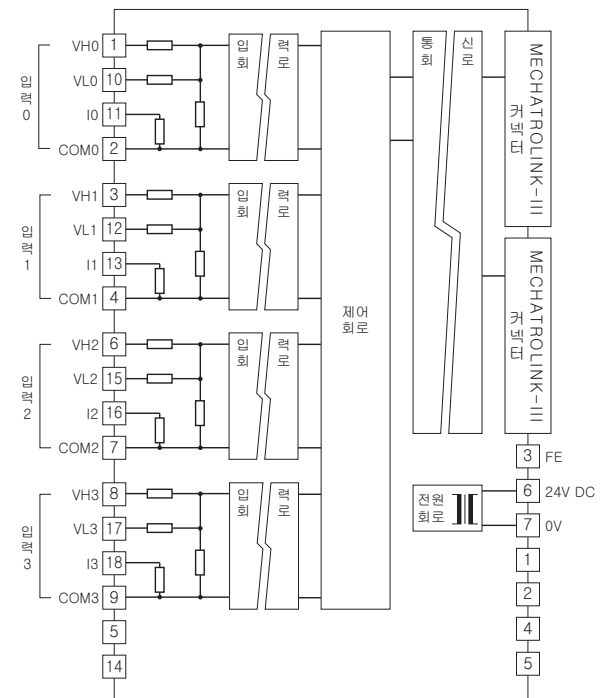 입력0
VH0 1
VL0 10
I0 11
COM0 2
입력회로
입력1
VH1 3
VL1 12
I1 13
COM1 4
입력회로
입력2
VH2 6
VL2 15
I2 16
COM2 7
입력회로
입력3
VH3 8
VL3 17
I3 18
COM3 9
입력회로
5
14
제어
회로
통신
회로
MECHATROLINK-III
커넥터
MECHATROLINK-III
커넥터
3 FE
전원
회로
6 24V DC
7 0V
1
2
4
5